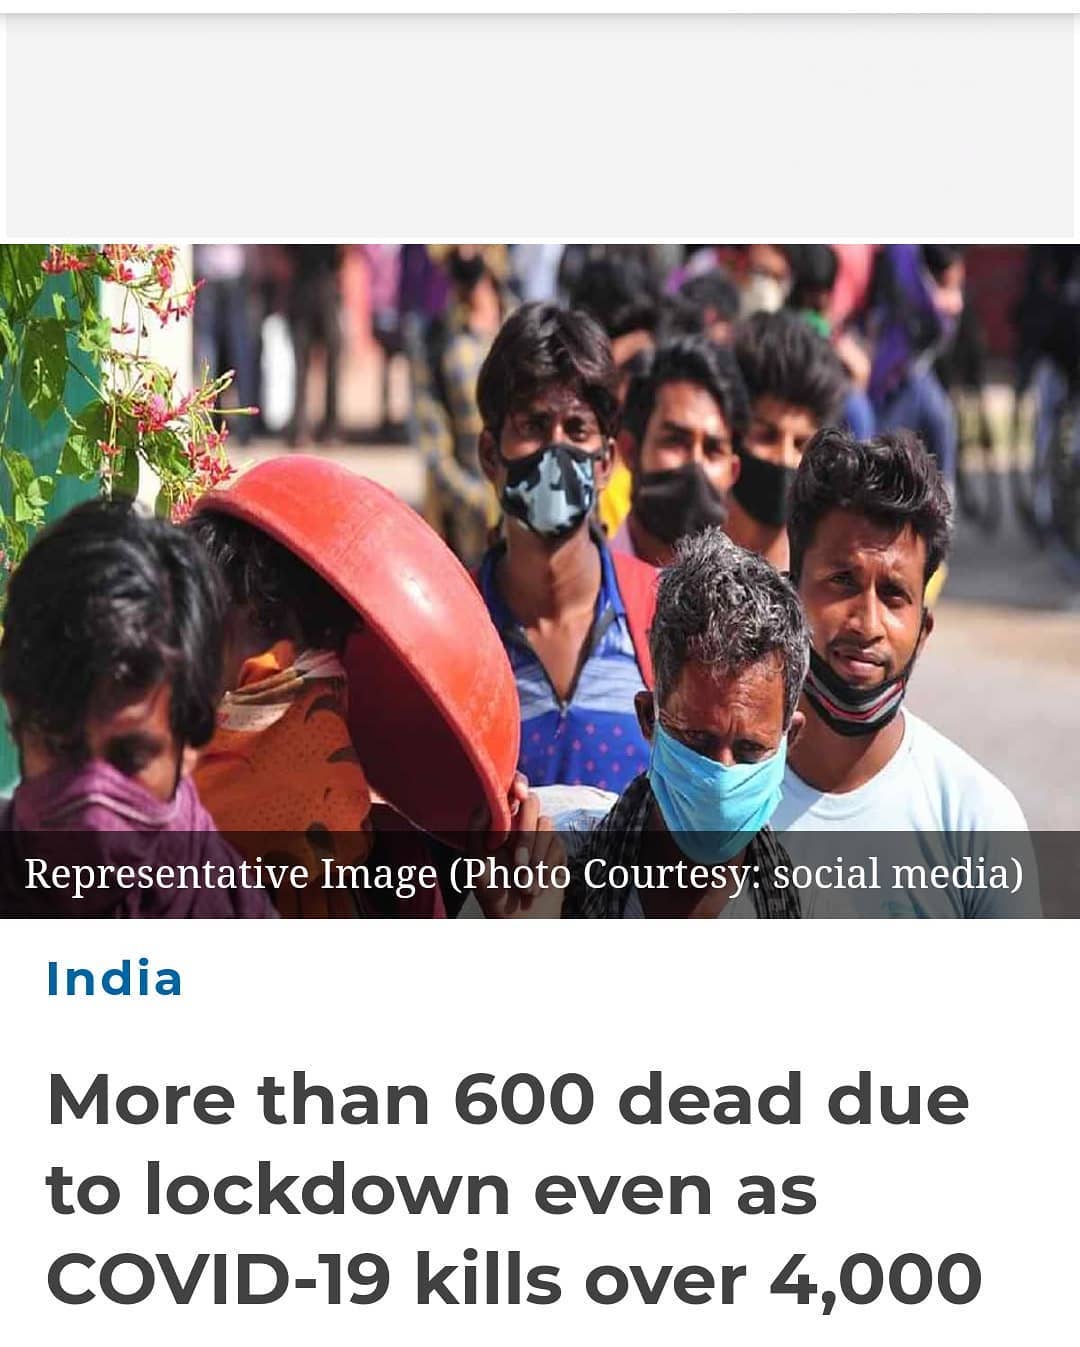 Representative Image (Photo Courtesy: social media)
India
More than 600 dead due
to lockdown even as
COVID-19 kills over 4,000